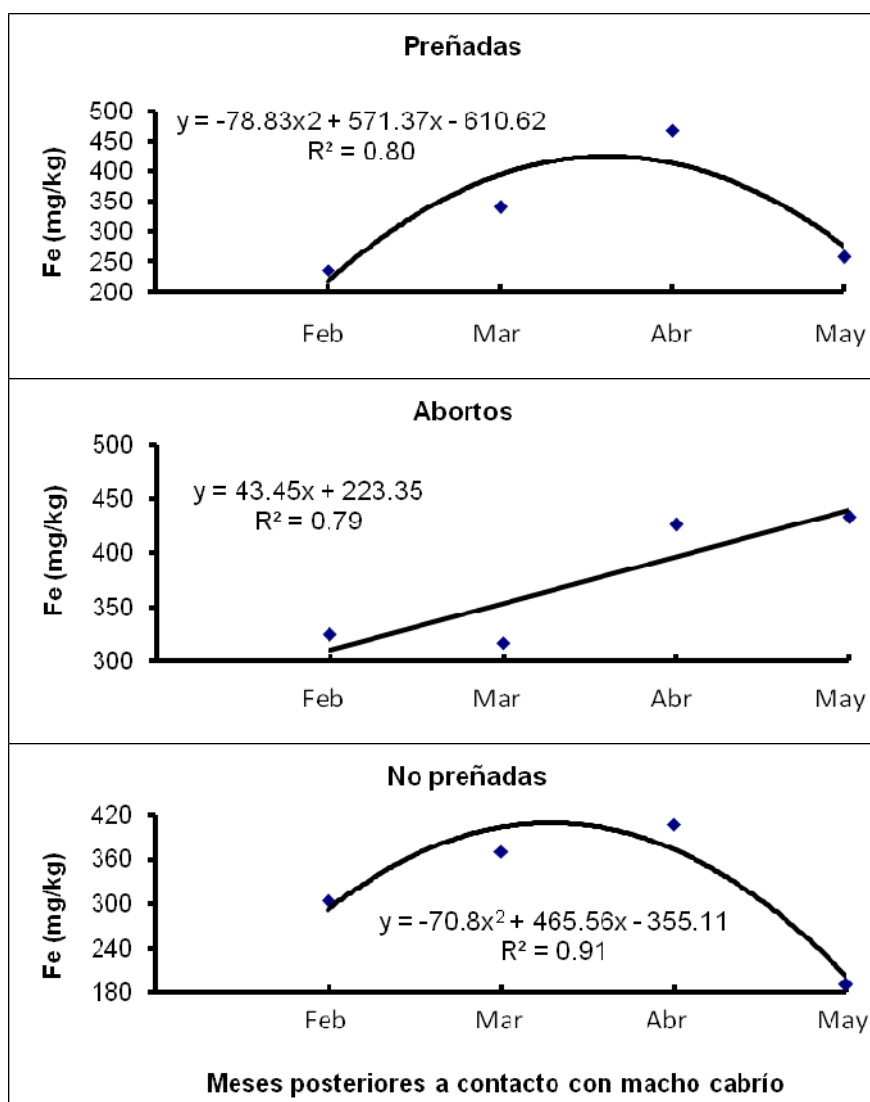 Preñadas
y = -78.83x2 + 571.37x - 610.62
R² = 0.80
500
450
400
350
300
250
200
Fe (mg/kg)
Feb Mar Abr May
Abortos
y = 43.45x + 223.35
R² = 0.79
500
450
400
350
300
Fe (mg/kg)
Feb Mar Abr May
No preñadas
420
360
300
240
180
Fe (mg/kg)
y = -70.8x² + 465.56x - 355.11
R² = 0.91
Feb Mar Abr May
Meses posteriores a contacto con macho cabrío